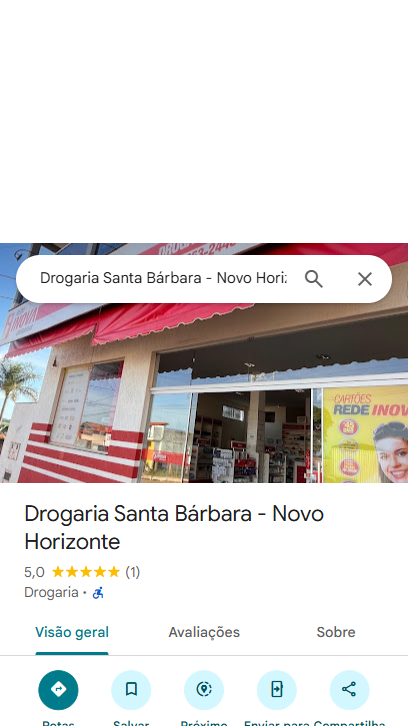 Drogaria Santa Bárbara - Novo Horiz
CARTÕES
REDE INOV
Drogaria Santa Bárbara - Novo
Horizonte
5,0 (1)
Drogaria ·
Visão geral
Avaliações
Sobre
Rotas
Salvar
Próximo
Enviar para
Compartilha